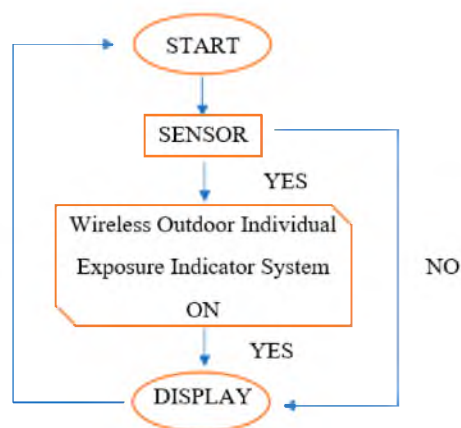 START
SENSOR
YES
Wireless Outdoor Individual
Exposure Indicator System
ON
NO
YES
DISPLAY